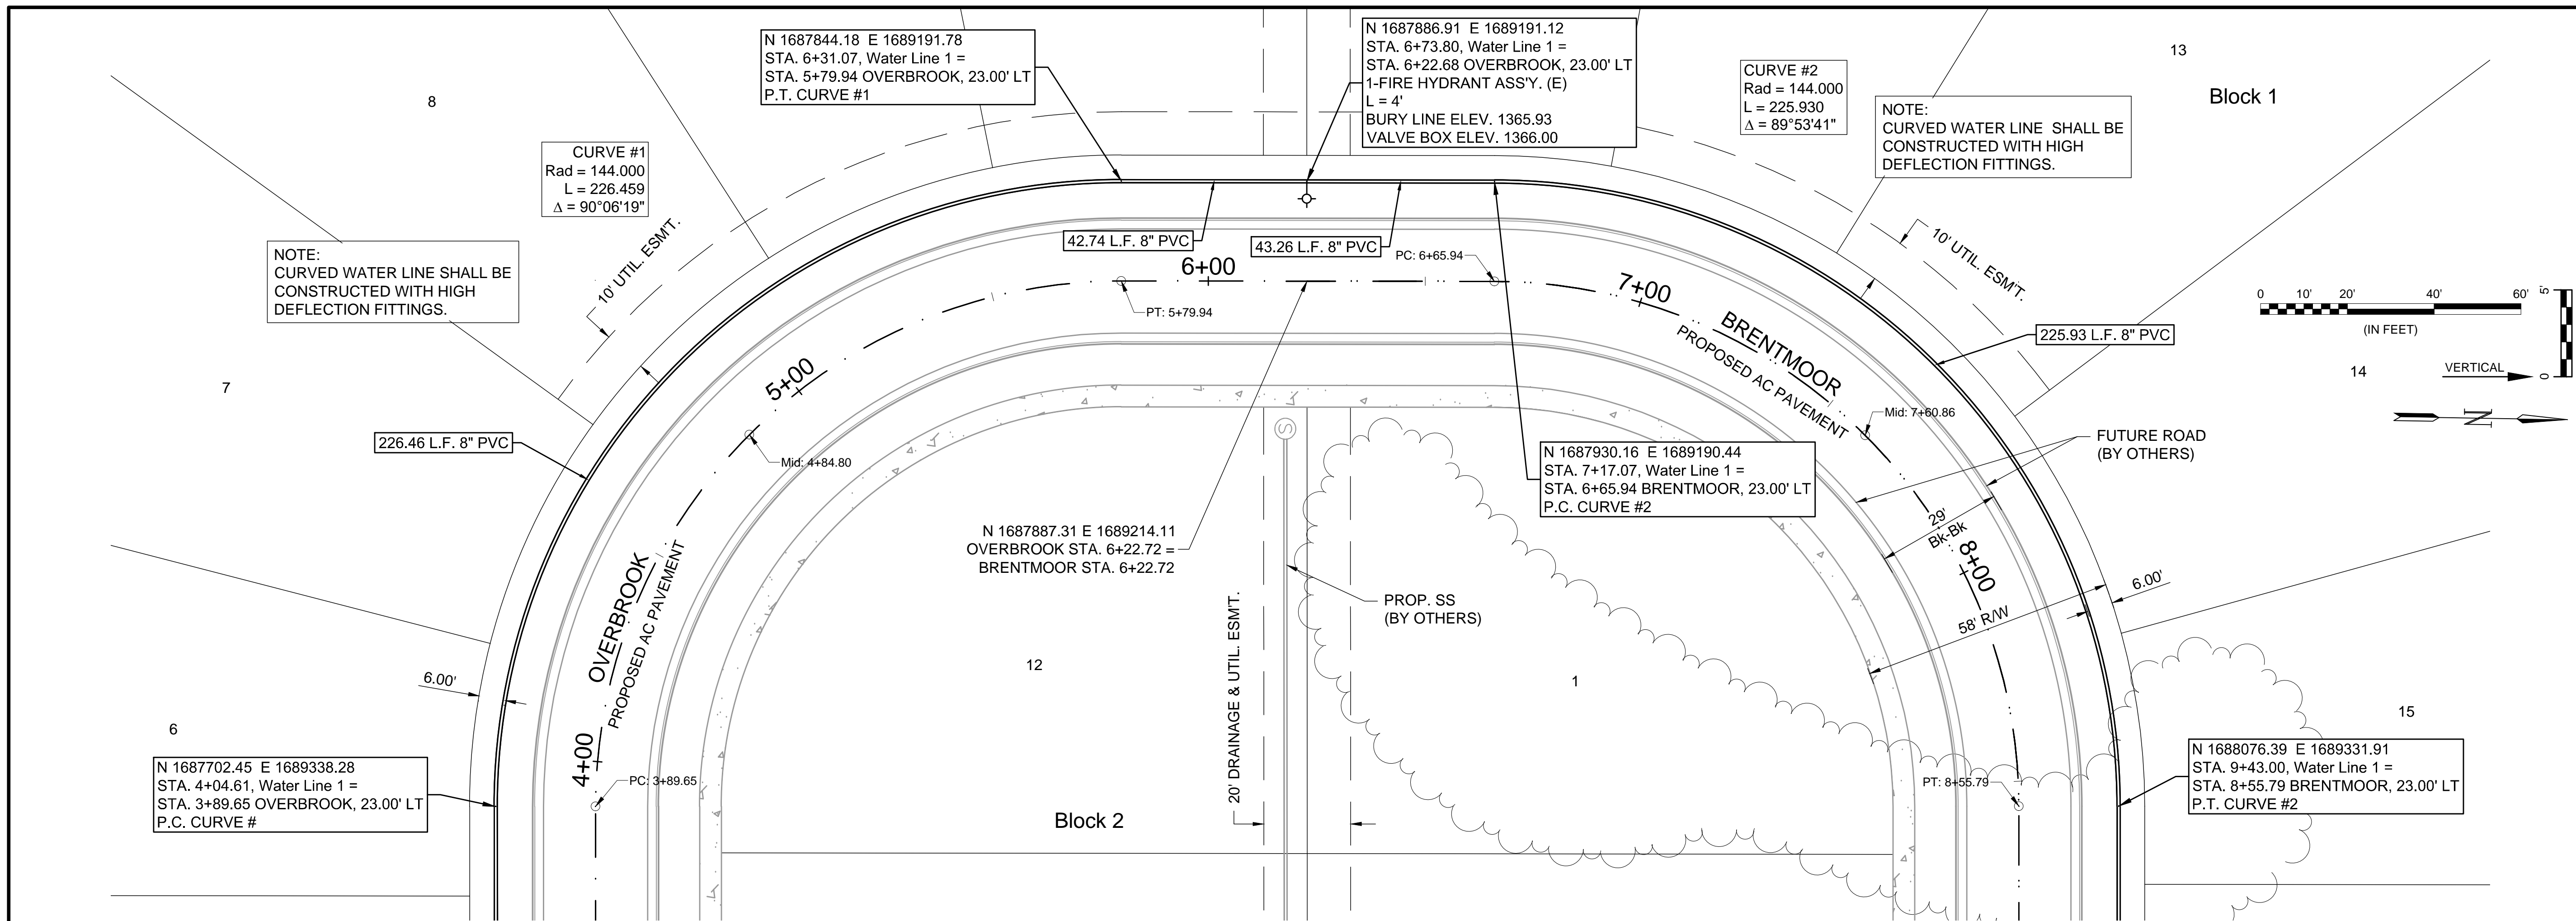 N 1687844.18  E 1689191.78
STA. 6+31.07, Water Line 1 =
STA. 5+79.94 OVERBROOK, 23.00' LT
P.T. CURVE #1
N 1687886.91  E 1689191.12
STA. 6+73.80, Water Line 1 =
STA. 6+22.68 OVERBROOK, 23.00' LT
1-FIRE HYDRANT ASS'Y. (E)
L = 4'
BURY LINE ELEV. 1365.93
VALVE BOX ELEV. 1366.00
CURVE #2
Rad = 144.000
L = 225.930
Δ = 89°53'41"
13
Block 1
NOTE:
CURVED WATER LINE  SHALL BE
CONSTRUCTED WITH HIGH
DEFLECTION FITTINGS.
8
CURVE #1
Rad = 144.000
L = 226.459
Δ = 90°06'19"
NOTE:
CURVED WATER LINE SHALL BE
CONSTRUCTED WITH HIGH
DEFLECTION FITTINGS.
10' UTIL. ESM'T.
42.74 L.F. 8" PVC
43.26 L.F. 8" PVC
6+00
PC: 6+65.94
PT: 5+79.94
7+00
10' UTIL. ESM'T.
BRENTMOOR
PROPOSED AC PAVEMENT
225.93 L.F. 8" PVC
0 10' 20' 40' 60'
(IN FEET)
5'
0
VERTICAL
N
14
7
5+00
226.46 L.F. 8" PVC
Mid: 4+84.80
Mid: 7+60.86
S
N 1687930.16  E 1689190.44
STA. 7+17.07, Water Line 1 =
STA. 6+65.94 BRENTMOOR, 23.00' LT
P.C. CURVE #2
FUTURE ROAD
(BY OTHERS)
N 1687887.31 E 1689214.11
OVERBROOK STA. 6+22.72 =
BRENTMOOR STA. 6+22.72
29'
Bk-Bk
8+00
58' R/W
6.00'
PROP. SS
(BY OTHERS)
20' DRAINAGE & UTIL. ESM'T.
OVERBROOK
PROPOSED AC PAVEMENT
12
1
6.00'
6
15
4+00
PC: 3+89.65
N 1687702.45  E 1689338.28
STA. 4+04.61, Water Line 1 =
STA. 3+89.65 OVERBROOK, 23.00' LT
P.C. CURVE #
Block 2
PT: 8+55.79
N 1688076.39  E 1689331.91
STA. 9+43.00, Water Line 1 =
STA. 8+55.79 BRENTMOOR, 23.00' LT
P.T. CURVE #2